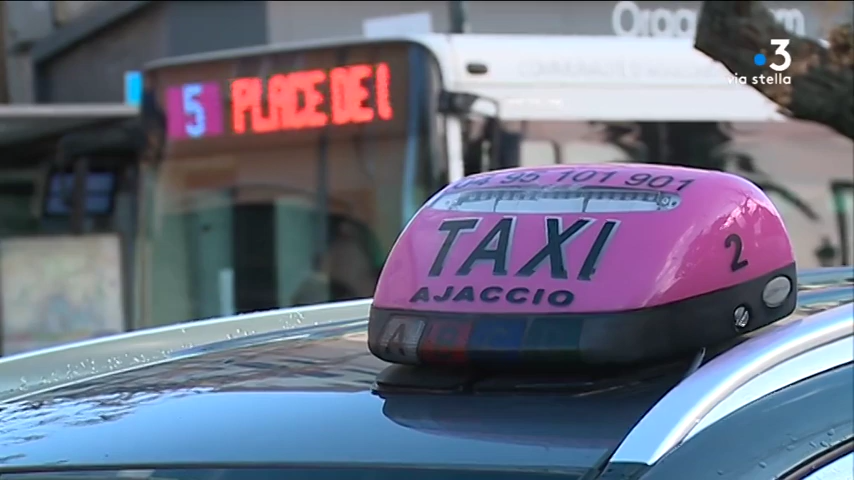 3
via stella
5 PLACE DE
04 95 101 901
TAXI
AJACCIO
2
A B C D